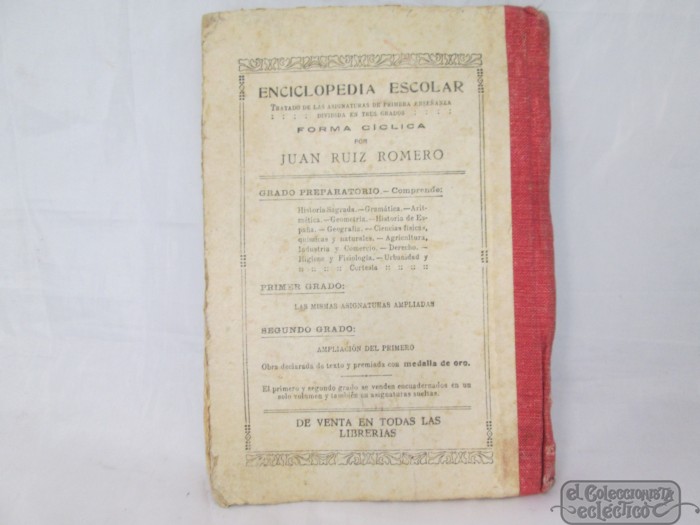 ENCICLOPEDIA ESCOLAR
TRATADO DE LAS ASIGNATURAS DE PRIMERA ENSEÑANZA
: : : : DIVIDIDA EN TRES GRADOS : : : :
FORMA CÍCLICA
POR
JUAN RUIZ ROMERO
GRADO PREPARATORIO.—Comprende:
Historia Sagrada.—Gramática.—Arit-
mética.—Geometría.—Historia de Es-
paña.—Geografía.—Ciencias físicas,
químicas y naturales.—Agricultura,
Industria y Comercio.—Derecho.—
Higiene y Fisiología.—Urbanidad y
:: :: :: :: Cortesía :: :: ::
PRIMER GRADO:
LAS MISMAS ASIGNATURAS AMPLIADAS
SEGUNDO GRADO:
AMPLIACIÓN DEL PRIMERO
Obra declarada de texto y premiada con medalla de oro.
El primero y segundo grado se venden encuadernados en un
solo volumen y también en asignaturas sueltas.
DE VENTA EN TODAS LAS
LIBRERIAS
el Coleccionista
ecléctico